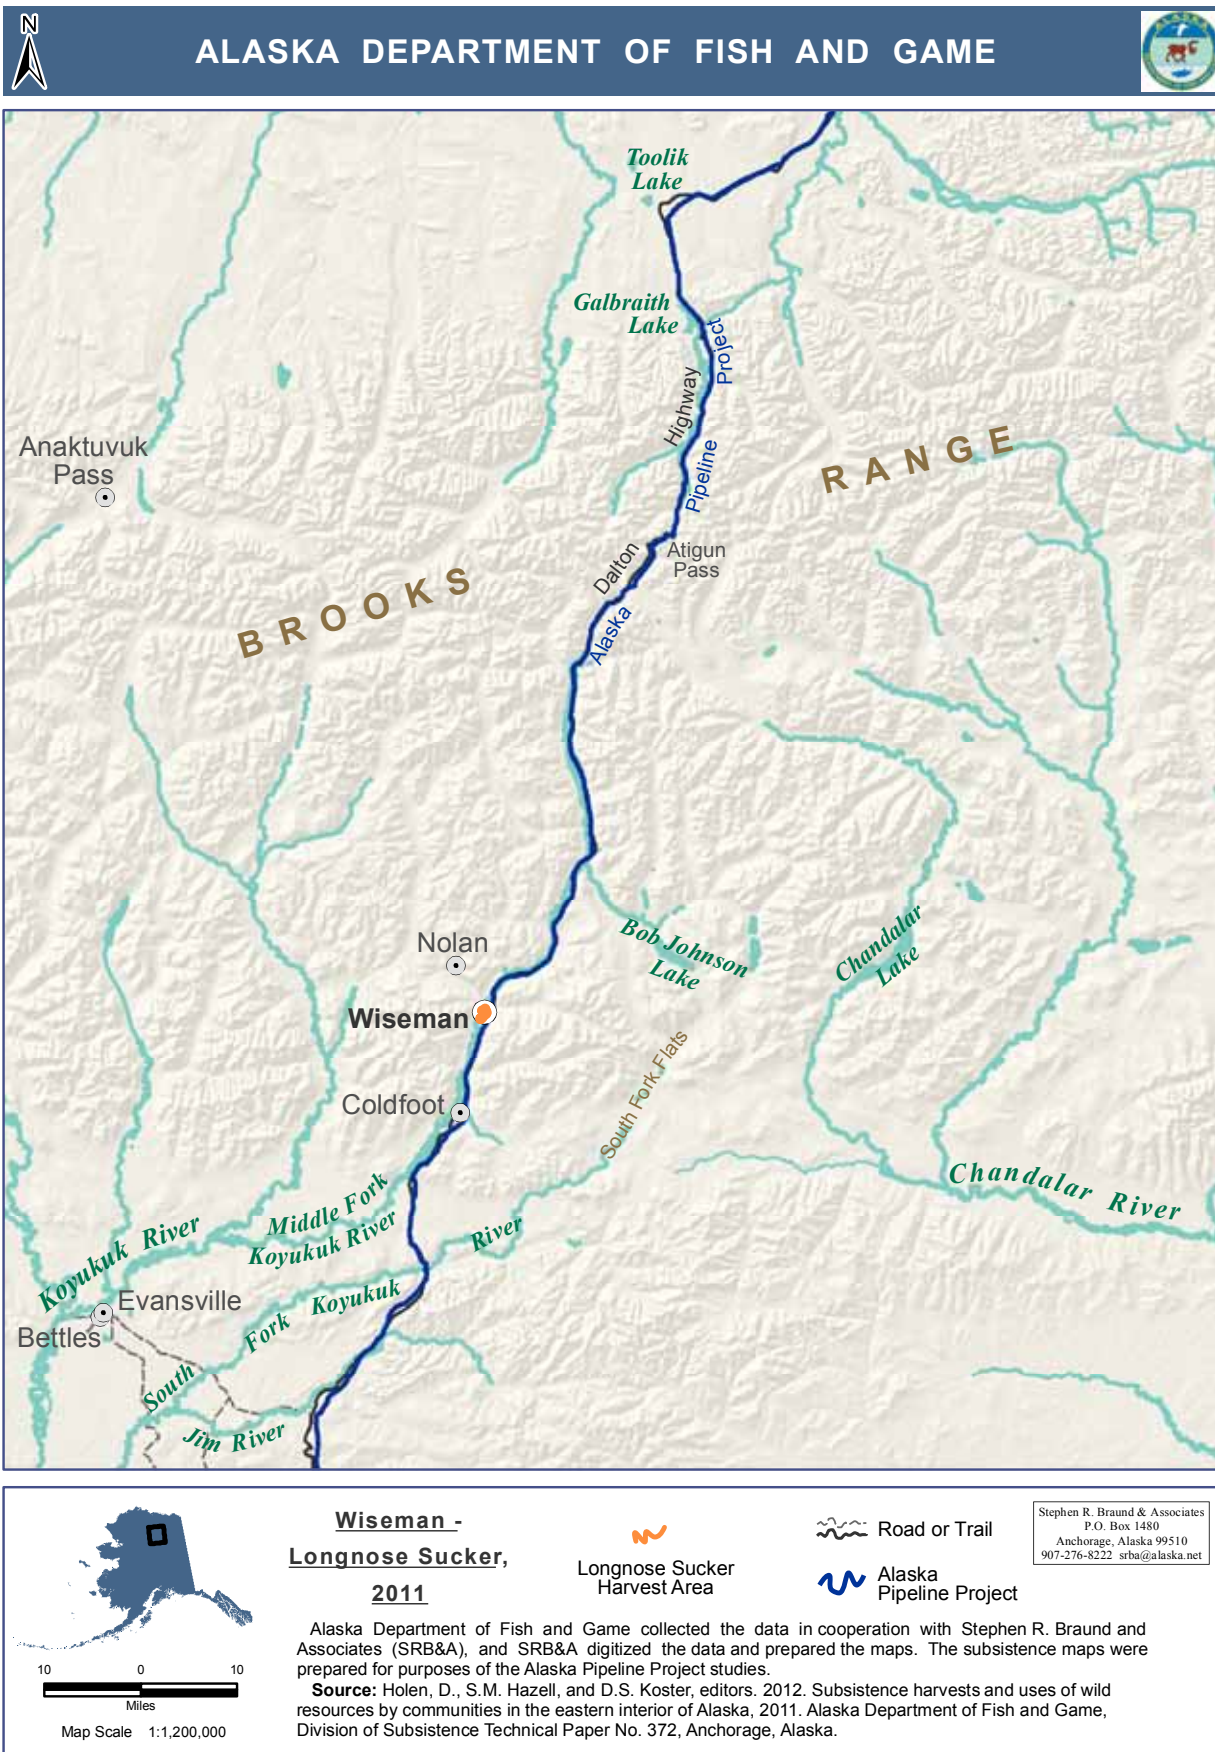 N
ALASKA DEPARTMENT OF FISH AND GAME
ALASKA
Toolik
Lake
Galbraith
Lake
Project
Highway
Pipeline
Anaktuvuk
Pass
RANGE
Atigun
Pass
Dalton
BROOKS
Alaska
Nolan
Bob Johnson
Lake
Chandalar
Lake
Wiseman
South Fork Flats
Coldfoot
Chandalar River
Middle Fork
Koyukuk River
Koyukuk River
River
Koyukuk
Fork
South
Evansville
Bettles
Jim River
Wiseman -
Longnose Sucker,
2011
Longnose Sucker
Harvest Area
Road or Trail
Alaska
Pipeline Project
Stephen R. Braund & Associates
P.O. Box 1480
Anchorage, Alaska 99510
907-276-8222 srba@alaska.net
10 0 10
Miles
Map Scale 1:1,200,000
Alaska Department of Fish and Game collected the data in cooperation with Stephen R. Braund and
Associates (SRB&A), and SRB&A digitized the data and prepared the maps. The subsistence maps were
prepared for purposes of the Alaska Pipeline Project studies.
Source: Holen, D., S.M. Hazell, and D.S. Koster, editors. 2012. Subsistence harvests and uses of wild
resources by communities in the eastern interior of Alaska, 2011. Alaska Department of Fish and Game,
Division of Subsistence Technical Paper No. 372, Anchorage, Alaska.